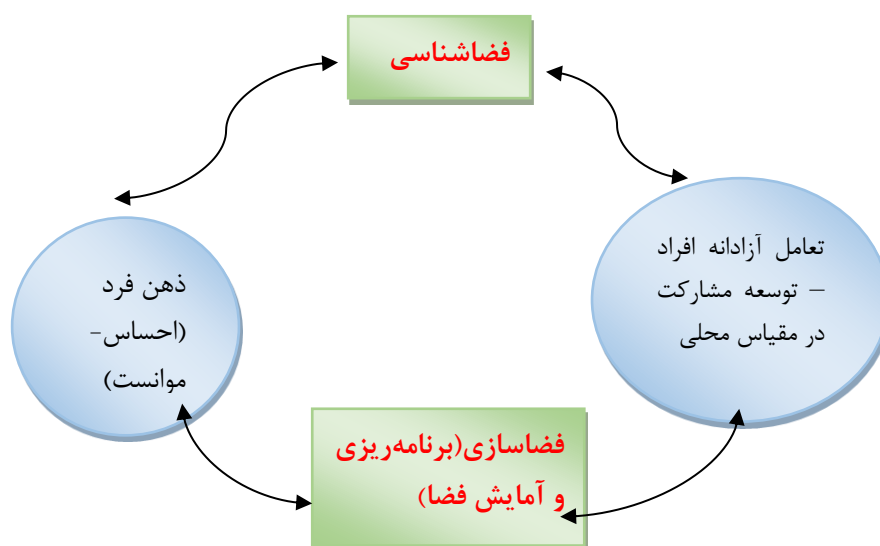 فضاشناسی
تعامل آزادانه افراد
– توسعه مشارکت
در مقیاس محلی
ذهن فرد
(احساس-
موانست)
فضاسازی(برنامه‌ریزی
و آمایش فضا)